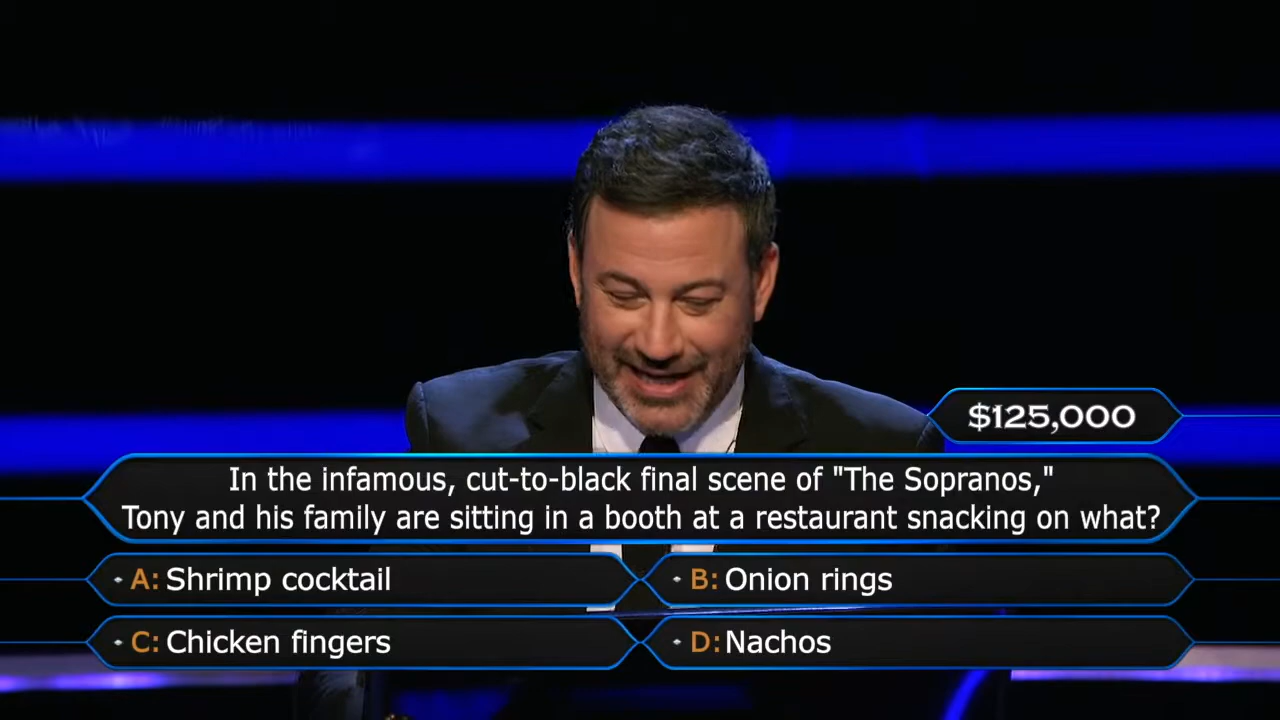 $125,000
In the infamous, cut-to-black final scene of "The Sopranos,"
Tony and his family are sitting in a booth at a restaurant snacking on what?
A: Shrimp cocktail
B: Onion rings
C: Chicken fingers
D: Nachos